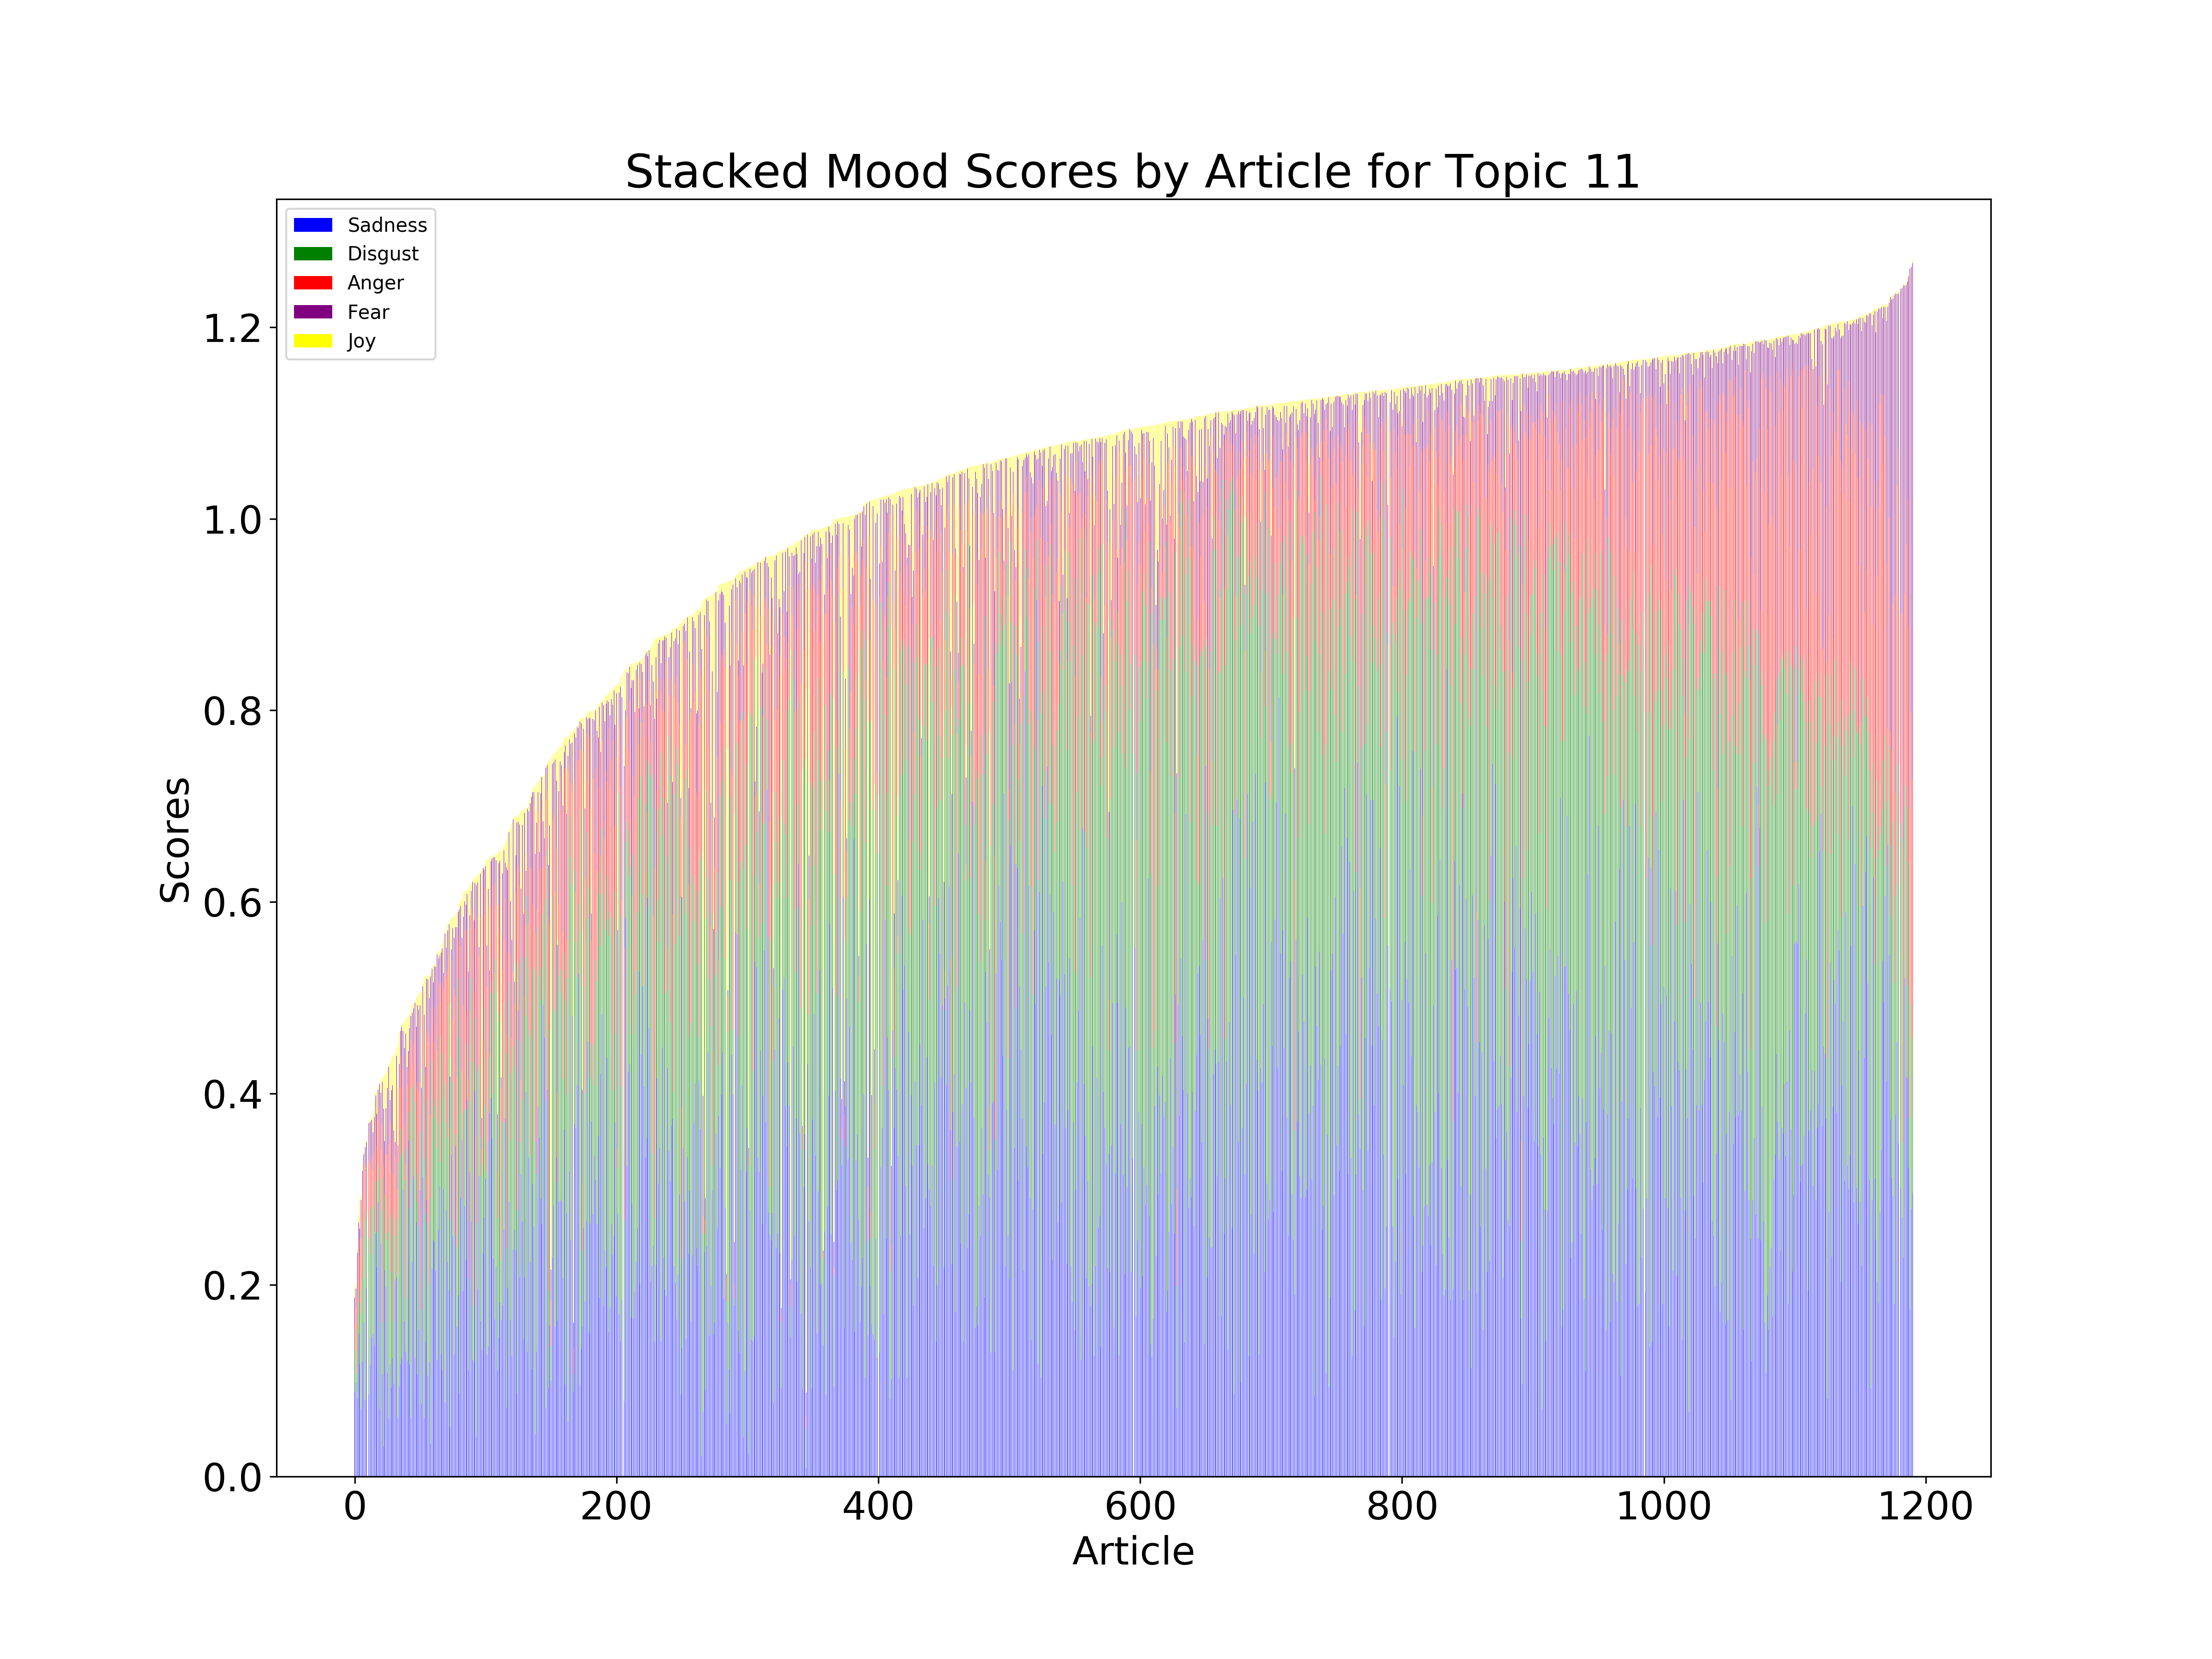 Stacked Mood Scores by Article for Topic 11
Sadness
Disgust
Anger
Fear
Joy
Scores
1.2
1.0
0.8
0.6
0.4
0.2
0.0
0 200 400 600 800 1000 1200
Article